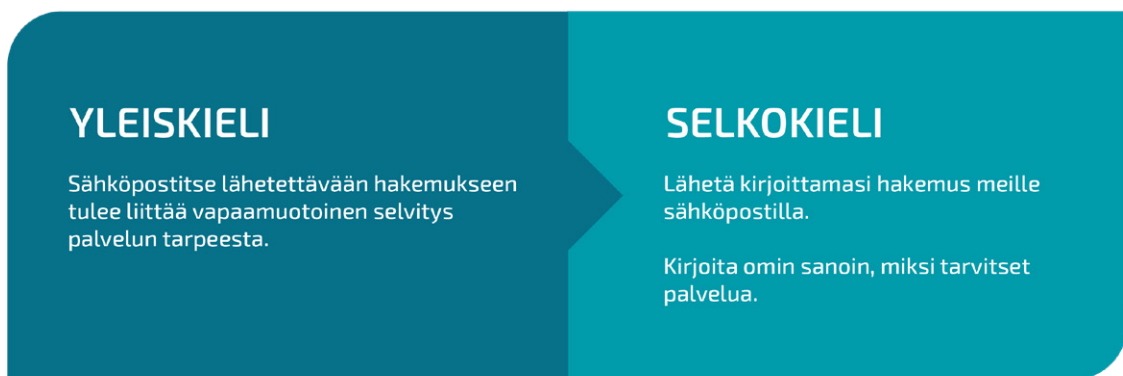 YLEISKIELI
Sähköpostitse lähetettävään hakemukseen
tulee liittää vapaamuotoinen selvitys
palvelun tarpeesta.
SELKOKIELI
Lähetä kirjoittamasi hakemus meille
sähköpostilla.
Kirjoita omin sanoin, miksi tarvitset
palvelua.